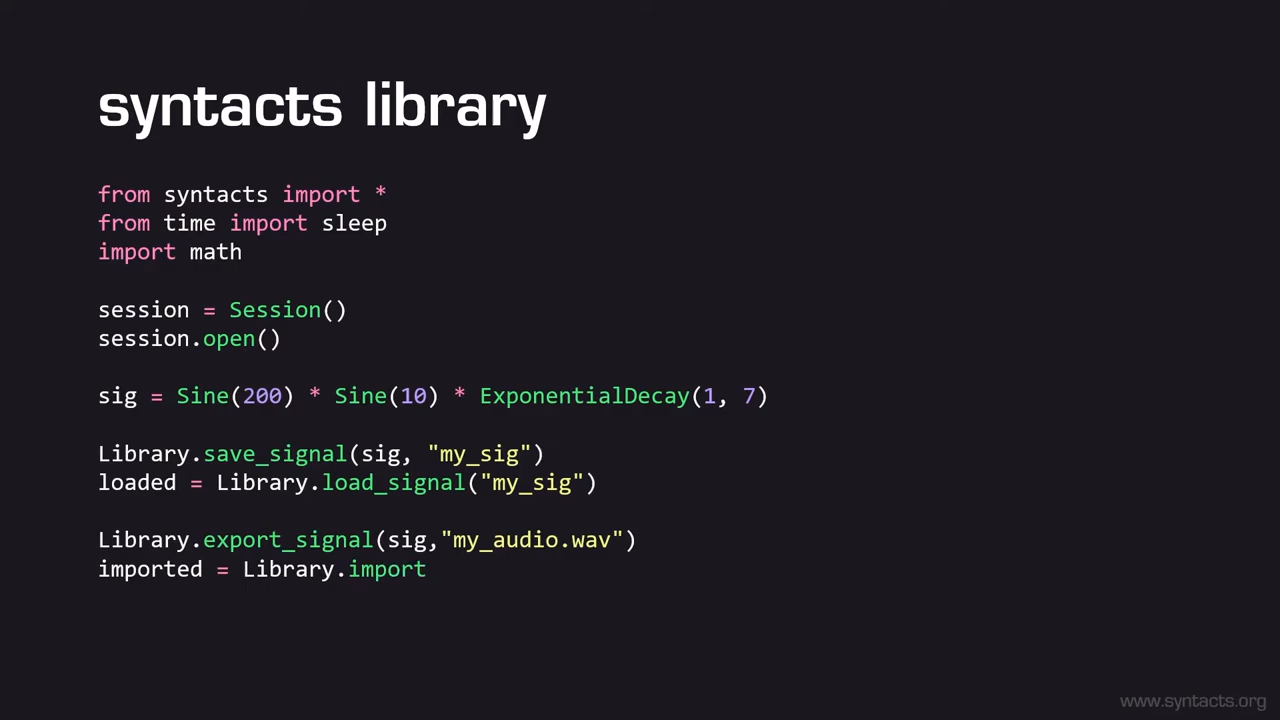 syntacts library
from syntacts import *
from time import sleep
import math
session = Session()
session.open()
sig = Sine(200) * Sine(10) * ExponentialDecay(1, 7)
Library.save_signal(sig, "my_sig")
loaded = Library.load_signal("my_sig")
Library.export_signal(sig,"my_audio.wav")
imported = Library.import
www.syntacts.org